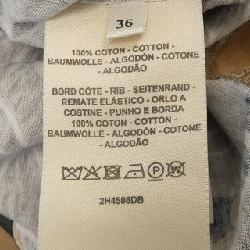 36
100% COTON - COTTON -
BAUMWOLLE - ALGODÓN - COTONE
- ALGODÃO
BORD CÔTE - RIB - SEITENRAND -
REMATE ELÁSTICO - ORLO A
COSTINE - PUNHO E BORDA
100% COTON - COTTON -
BAUMWOLLE - ALGODÓN - COTONE
- ALGODÃO
P
2H4508DB